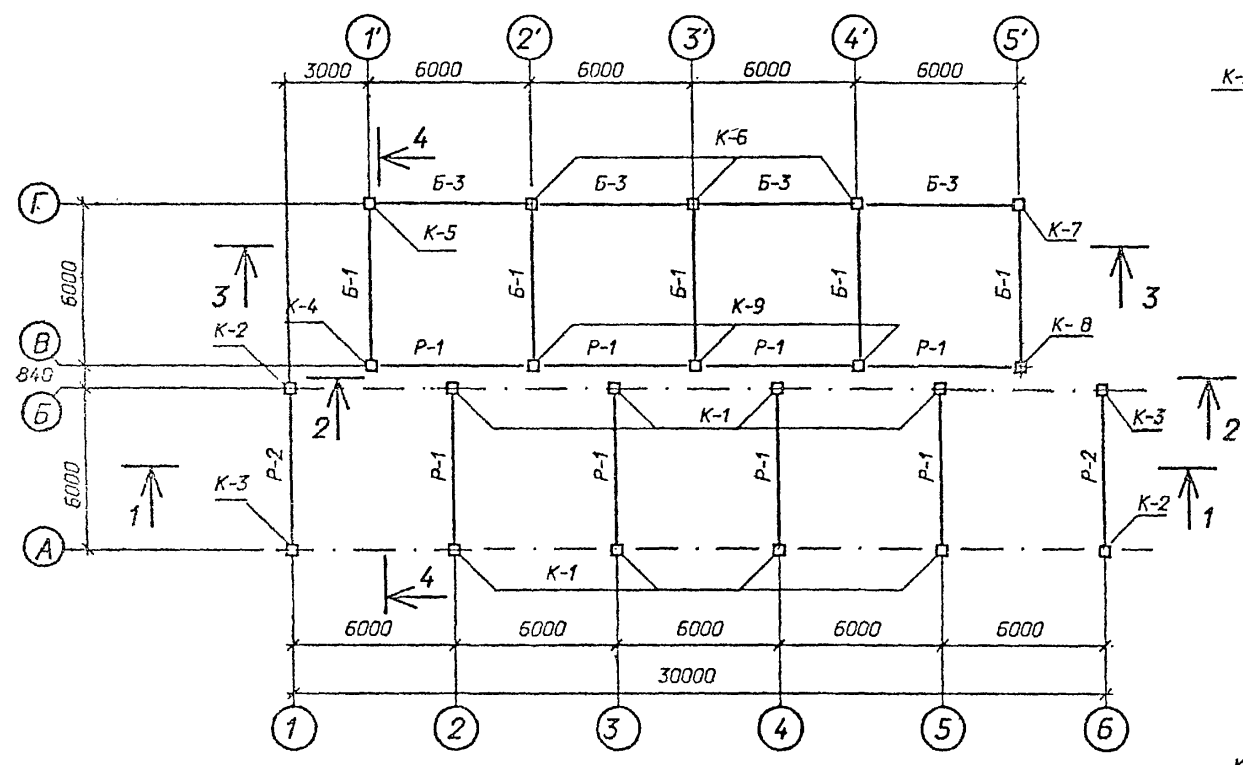 1' 2' 3' 4' 5'
3000 6000 6000 6000 6000
К-
4 К-6
Б-3 Б-3 Б-3 Б-3
Г
К-5 К-7
3 6000 Б-1 Б-1 Б-1 Б-1 Б-1 3
К-4 К-9
В К-2 Р-1 Р-1 Р-1 Р-1 К-8
840
Б
2 К-1 К-3 2
Р-2 Р-1 Р-1 Р-1 Р-1 Р-2
1 6000 К-3 К-2 1
А
4 К-1
6000 6000 6000 6000 6000
30000
1 2 3 4 5 6
К